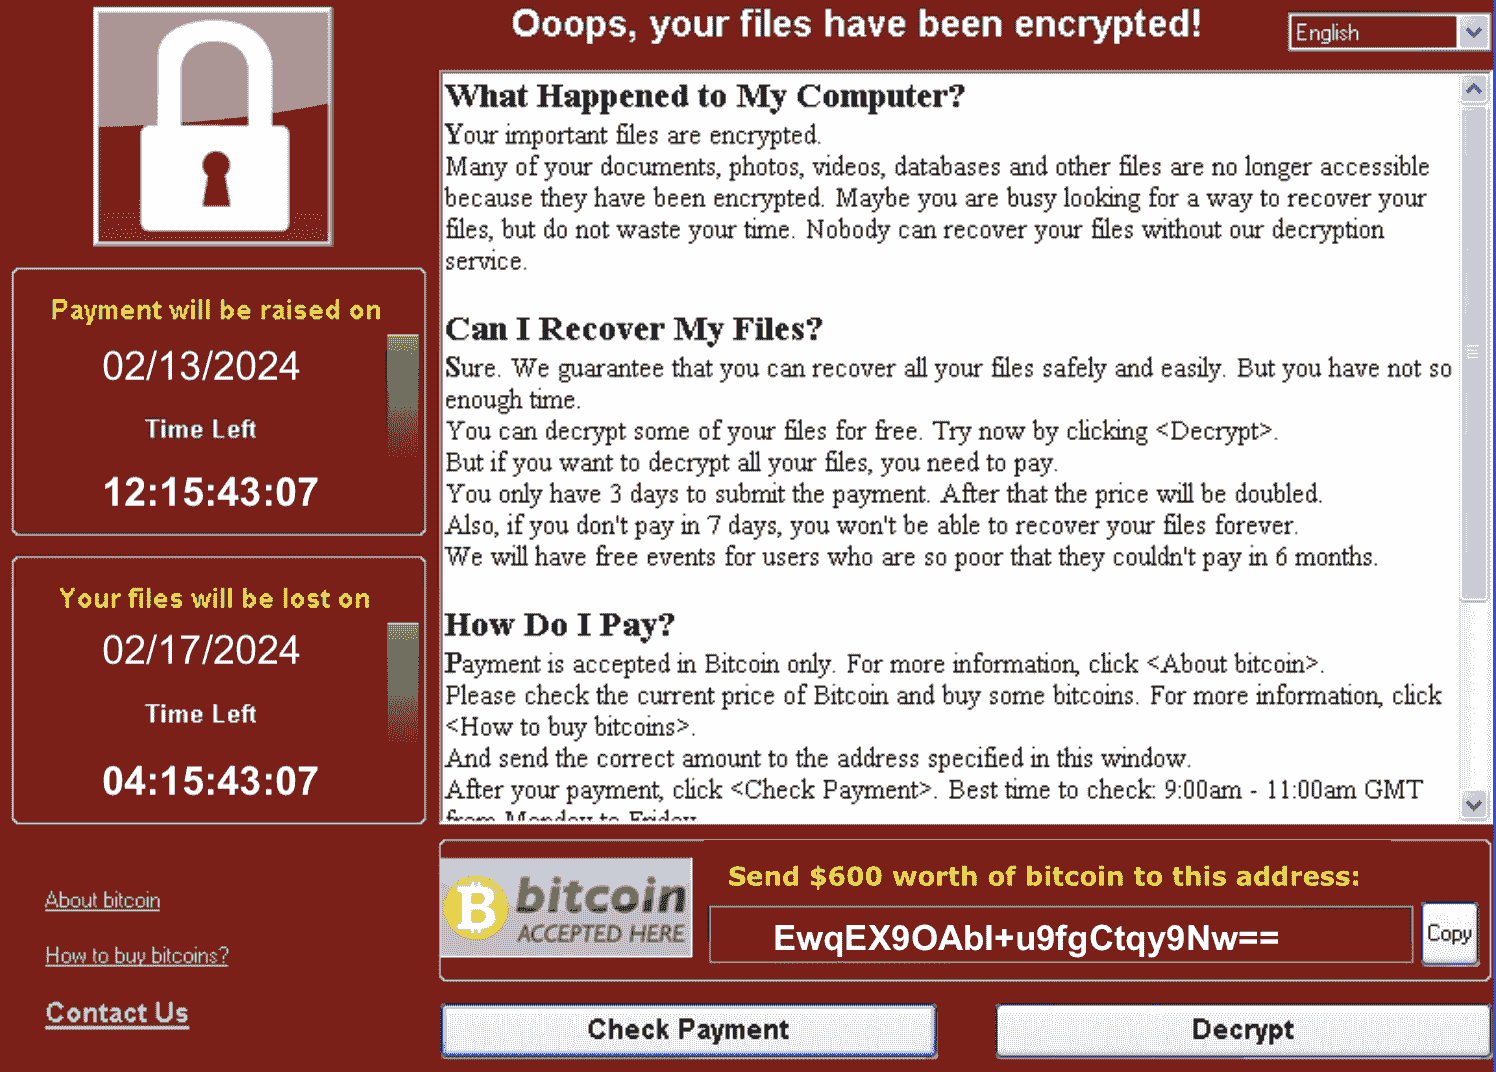 Ooops, your files have been encrypted!
English
What Happened to My Computer?
Your important files are encrypted.
Many of your documents, photos, videos, databases and other files are no longer accessible
because they have been encrypted. Maybe you are busy looking for a way to recover your
files, but do not waste your time. Nobody can recover your files without our decryption
service.
Can I Recover My Files?
Sure. We guarantee that you can recover all your files safely and easily. But you have not so
enough time.
You can decrypt some of your files for free. Try now by clicking <Decrypt>.
But if you want to decrypt all your files, you need to pay.
You only have 3 days to submit the payment. After that the price will be doubled.
Also, if you don't pay in 7 days, you won't be able to recover your files forever.
We will have free events for users who are so poor that they couldn't pay in 6 months.
How Do I Pay?
Payment is accepted in Bitcoin only. For more information, click <About bitcoin>.
Please check the current price of Bitcoin and buy some bitcoins. For more information, click
<How to buy bitcoins>.
And send the correct amount to the address specified in this window.
After your payment, click <Check Payment>. Best time to check: 9:00am - 11:00am GMT
from Monday to Friday
Payment will be raised on
02/13/2024
Time Left
12:15:43:07
Your files will be lost on
02/17/2024
Time Left
04:15:43:07
About bitcoin
How to buy bitcoins?
Contact Us
bitcoin
ACCEPTED HERE
Send $600 worth of bitcoin to this address:
EwqEX9OAbI+u9fgCtqy9Nw==
Copy
Check Payment
Decrypt